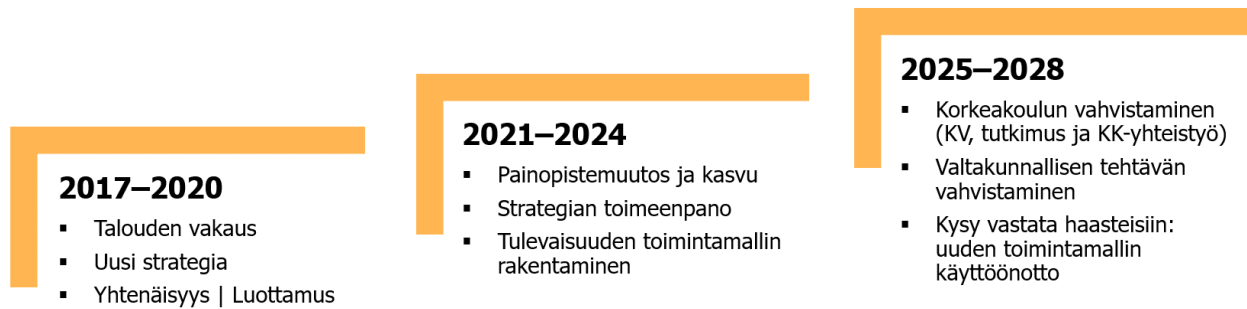 2017–2020
▪ Talouden vakaus
▪ Uusi strategia
▪ Yhtenäisyys | Luottamus
2021–2024
▪ Painopistemuutos ja kasvu
▪ Strategian toimeenpano
▪ Tulevaisuuden toimintamallin
rakentaminen
2025–2028
▪ Korkeakoulun vahvistaminen
(KV, tutkimus ja KK-yhteistyö)
▪ Valtakunnallisen tehtävän
vahvistaminen
▪ Kysy vastata haasteisiin:
uuden toimintamallin
käyttöönotto